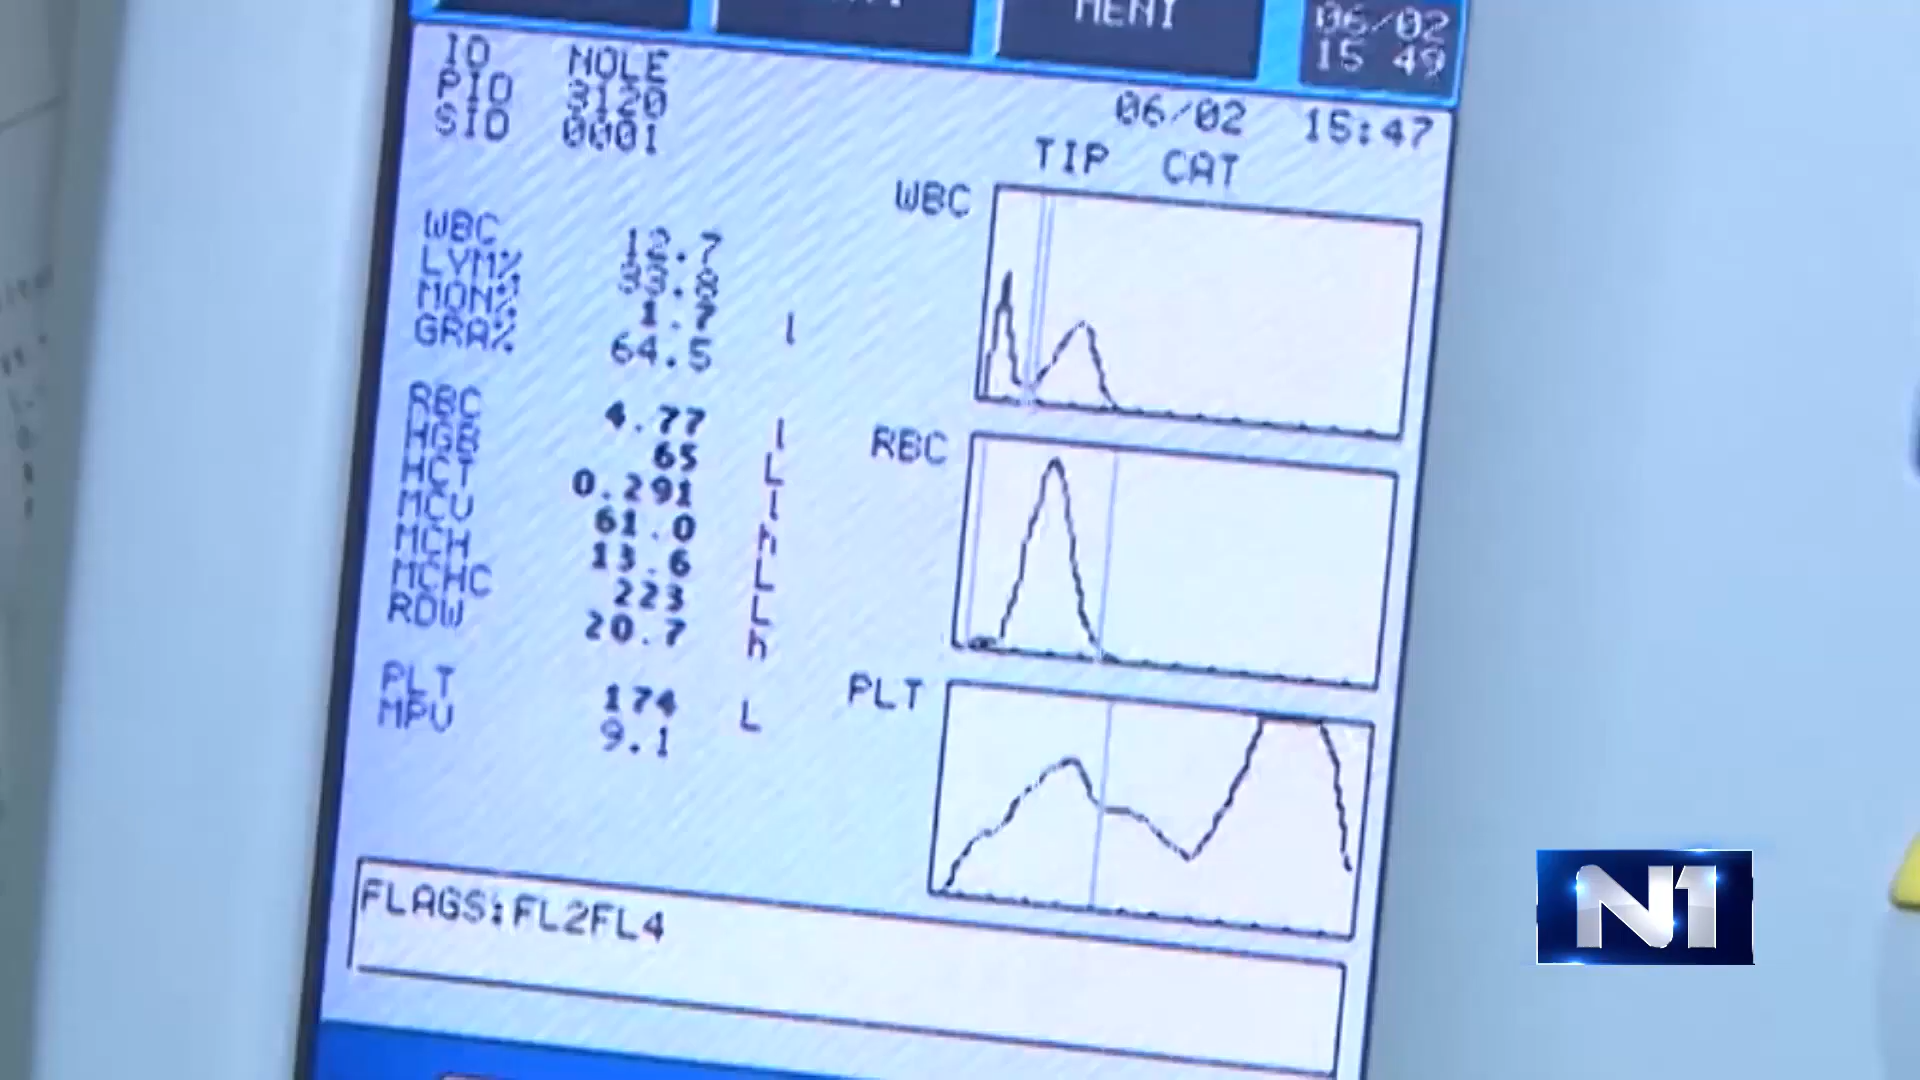 MENI
06/02
15 49
ID NOLE
PID 3120
SID 0001
06/02 15:47
TIP CAT
WBC 12.7
LYM% 33.8
MON% 1.7 l
GRA% 64.5
RBC 4.77 l
HGB 65 L
HCT 0.291 l
MCV 61.0 h
MCH 13.6 L
MCHC 223 L
RDW 20.7 h
PLT 174 L
MPV 9.1
WBC
RBC
PLT
FLAGS:FL2FL4
N1